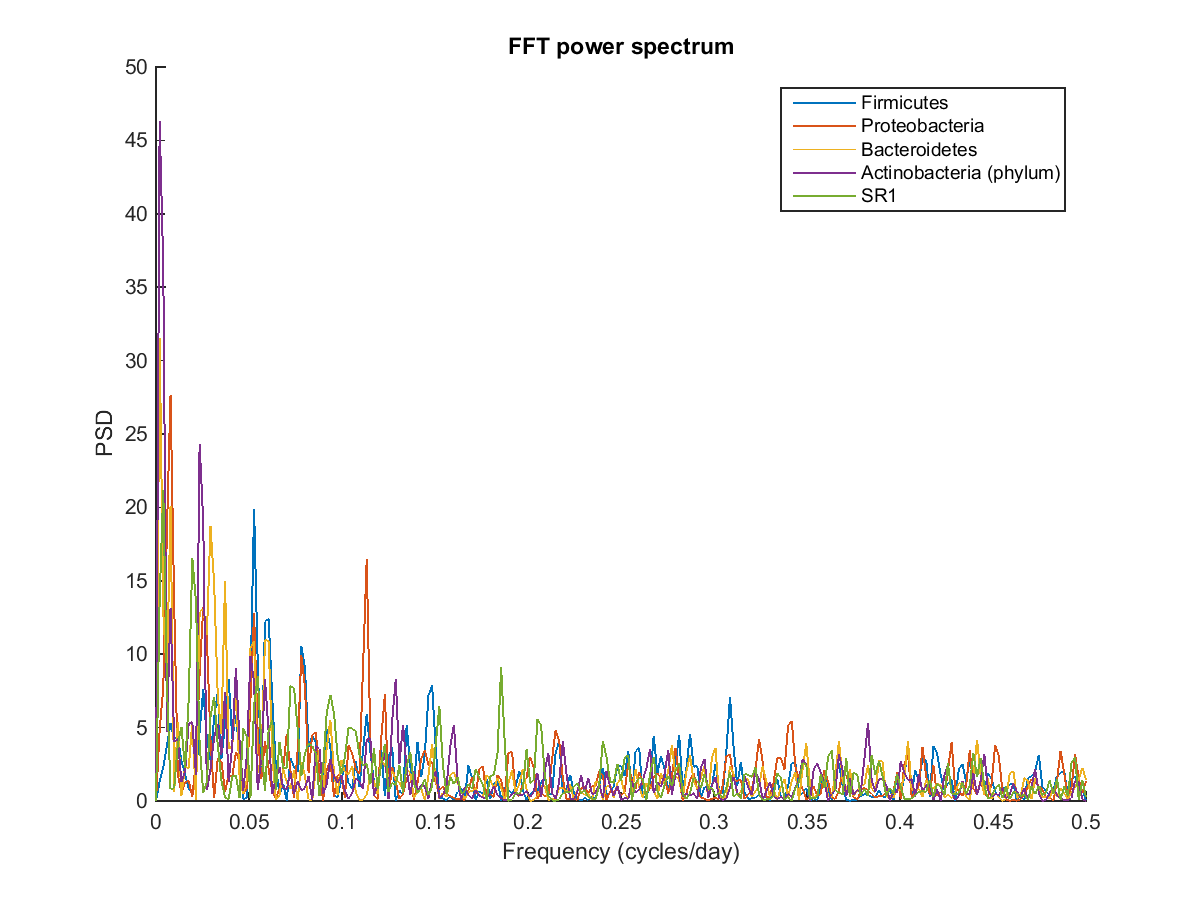 FFT power spectrum
50
45
40
35
30
25
20
15
10
5
0
PSD
Firmicutes
Proteobacteria
Bacteroidetes
Actinobacteria (phylum)
SR1
0 0.05 0.1 0.15 0.2 0.25 0.3 0.35 0.4 0.45 0.5
Frequency (cycles/day)